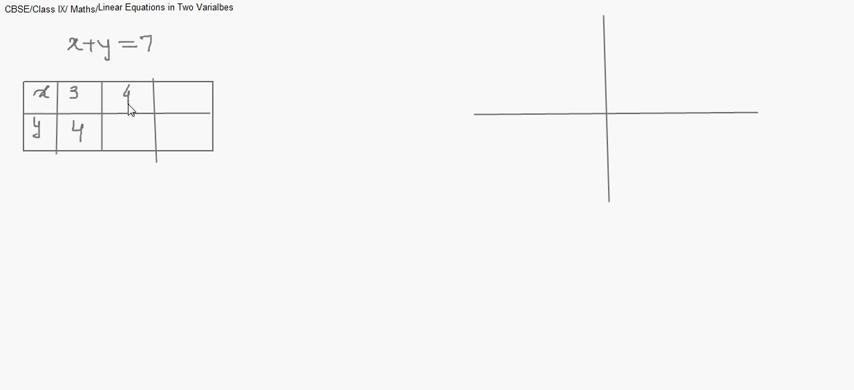 CBSE/Class IX/ Maths/Linear Equations in Two Varialbes
x+y=7
x 3 4
y 4